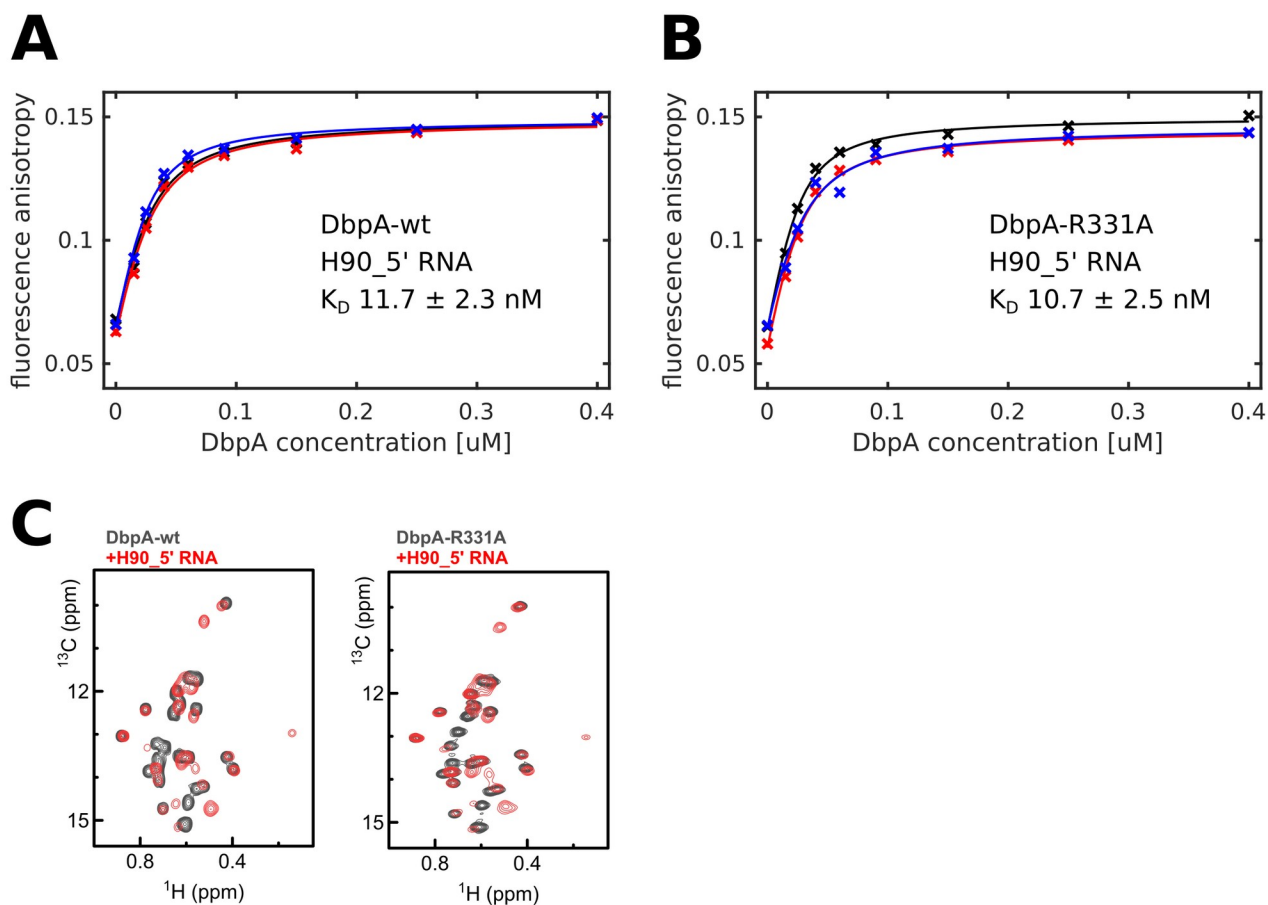 A
fluorescence anisotropy
0.15
0.1
0.05
DbpA-wt
H90_5' RNA
K_D 11.7 ± 2.3 nM
0 0.1 0.2 0.3 0.4
DbpA concentration [uM]
B
fluorescence anisotropy
0.15
0.1
0.05
DbpA-R331A
H90_5' RNA
K_D 10.7 ± 2.5 nM
0 0.1 0.2 0.3 0.4
DbpA concentration [uM]
C
DbpA-wt
+H90_5' RNA
¹³C (ppm)
12
15
0.8 0.4
¹H (ppm)
DbpA-R331A
+H90_5' RNA
¹³C (ppm)
12
15
0.8 0.4
¹H (ppm)